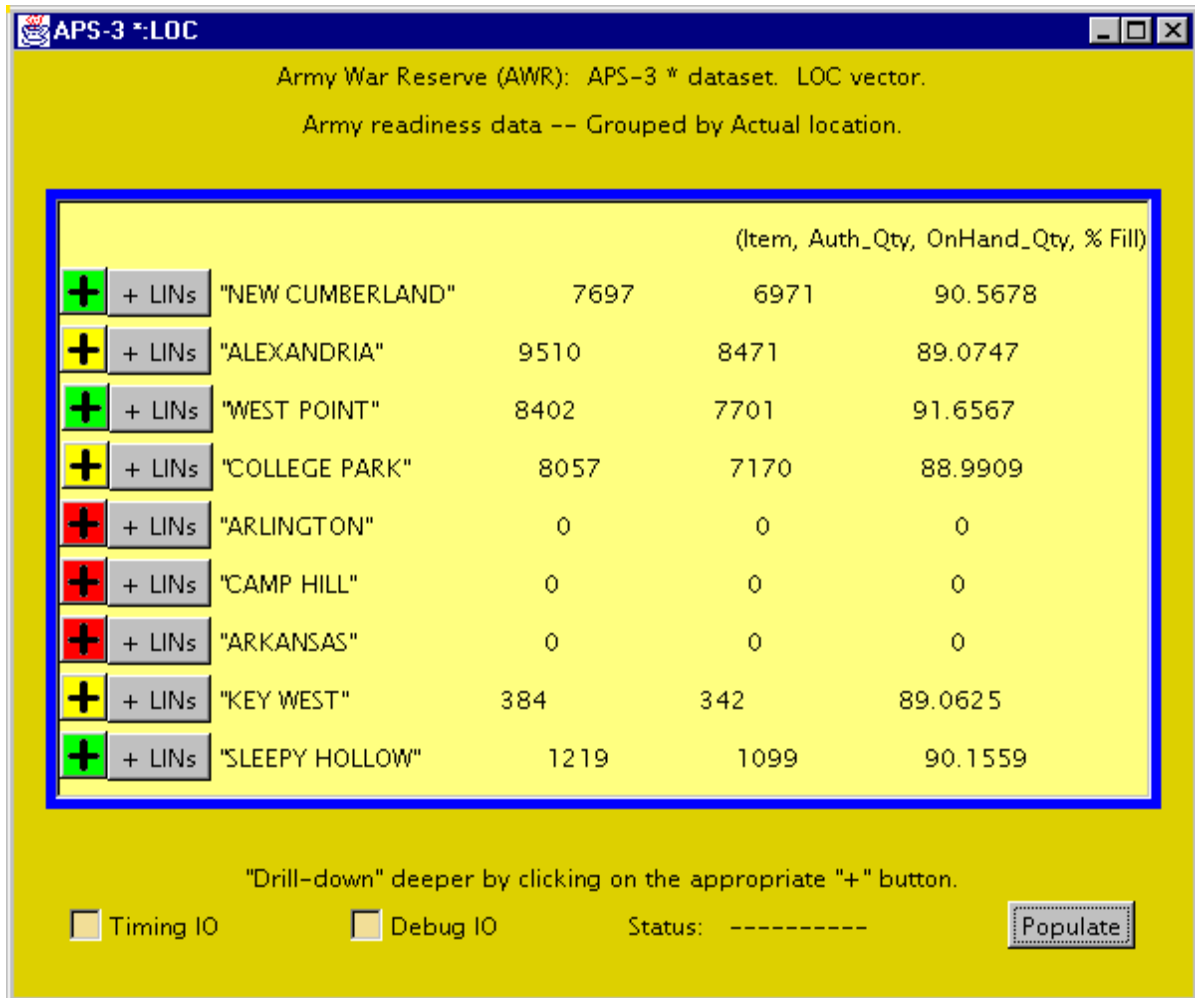 APS-3 *:LOC
Army War Reserve (AWR): APS-3 * dataset. LOC vector.
Army readiness data -- Grouped by Actual location.
(Item, Auth_Qty, OnHand_Qty, % Fill)
+ + LINs "NEW CUMBERLAND" 7697 6971 90.5678
+ + LINs "ALEXANDRIA" 9510 8471 89.0747
+ + LINs "WEST POINT" 8402 7701 91.6567
+ + LINs "COLLEGE PARK" 8057 7170 88.9909
+ + LINs "ARLINGTON" 0 0 0
+ + LINs "CAMP HILL" 0 0 0
+ + LINs "ARKANSAS" 0 0 0
+ + LINs "KEY WEST" 384 342 89.0625
+ + LINs "SLEEPY HOLLOW" 1219 1099 90.1559
"Drill-down" deeper by clicking on the appropriate "+" button.
Timing IO Debug IO Status: ---------- Populate